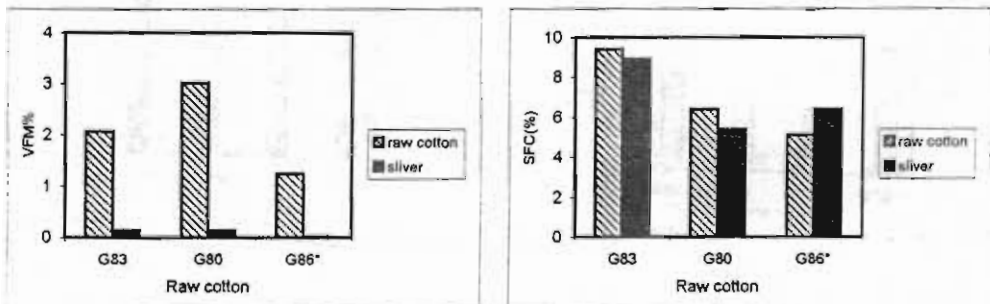 4
3
2
1
0
VFM%
G83
G80
G86*
Raw cotton
raw cotton
sliver
10
8
6
4
2
0
SFC(%)
G83
G80
G86*
Raw cotton
raw cotton
sliver